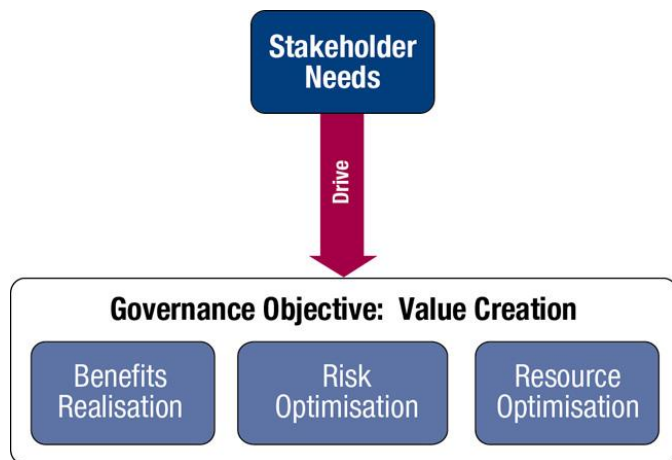 Stakeholder
Needs
Drive
Governance Objective: Value Creation
Benefits
Realisation
Risk
Optimisation
Resource
Optimisation